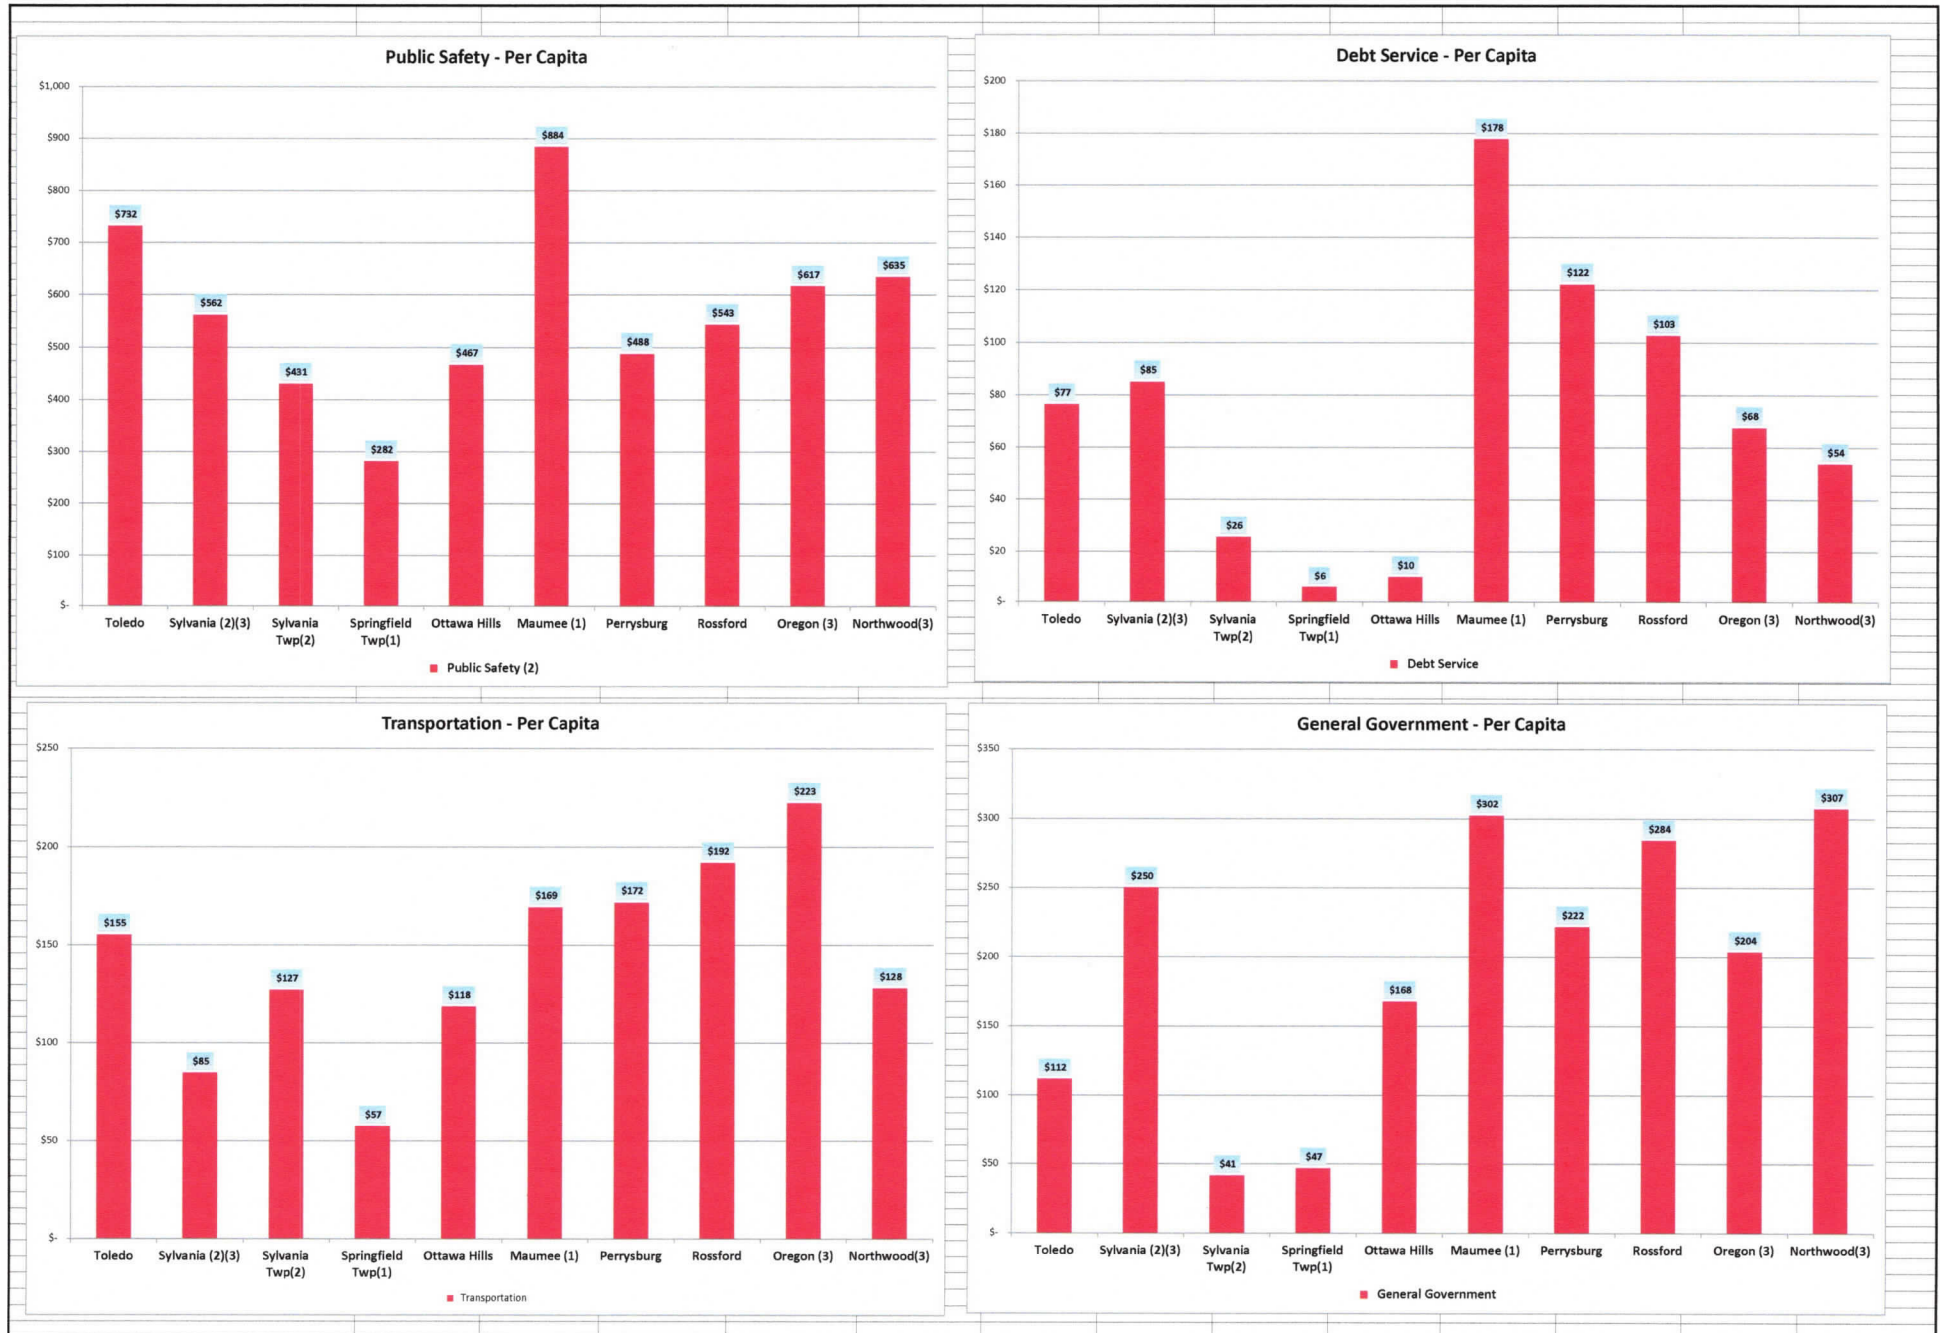 Public Safety - Per Capita
$1,000
$900
$800
$700
$600
$500
$400
$300
$200
$100
$-
$732
$562
$431
$282
$467
$884
$488
$543
$617
$635
Toledo
Sylvania (2)(3)
Sylvania
Twp(2)
Springfield
Twp(1)
Ottawa Hills
Maumee (1)
Perrysburg
Rossford
Oregon (3)
Northwood(3)
Public Safety (2)
Debt Service - Per Capita
$200
$180
$160
$140
$120
$100
$80
$60
$40
$20
$-
$77
$85
$26
$6
$10
$178
$122
$103
$68
$54
Toledo
Sylvania (2)(3)
Sylvania
Twp(2)
Springfield
Twp(1)
Ottawa Hills
Maumee (1)
Perrysburg
Rossford
Oregon (3)
Northwood(3)
Debt Service
Transportation - Per Capita
$250
$200
$150
$100
$50
$-
$155
$85
$127
$57
$118
$169
$172
$192
$223
$128
Toledo
Sylvania (2)(3)
Sylvania
Twp(2)
Springfield
Twp(1)
Ottawa Hills
Maumee (1)
Perrysburg
Rossford
Oregon (3)
Northwood(3)
Transportation
General Government - Per Capita
$350
$300
$250
$200
$150
$100
$50
$-
$112
$250
$41
$47
$168
$302
$222
$284
$204
$307
Toledo
Sylvania (2)(3)
Sylvania
Twp(2)
Springfield
Twp(1)
Ottawa Hills
Maumee (1)
Perrysburg
Rossford
Oregon (3)
Northwood(3)
General Government